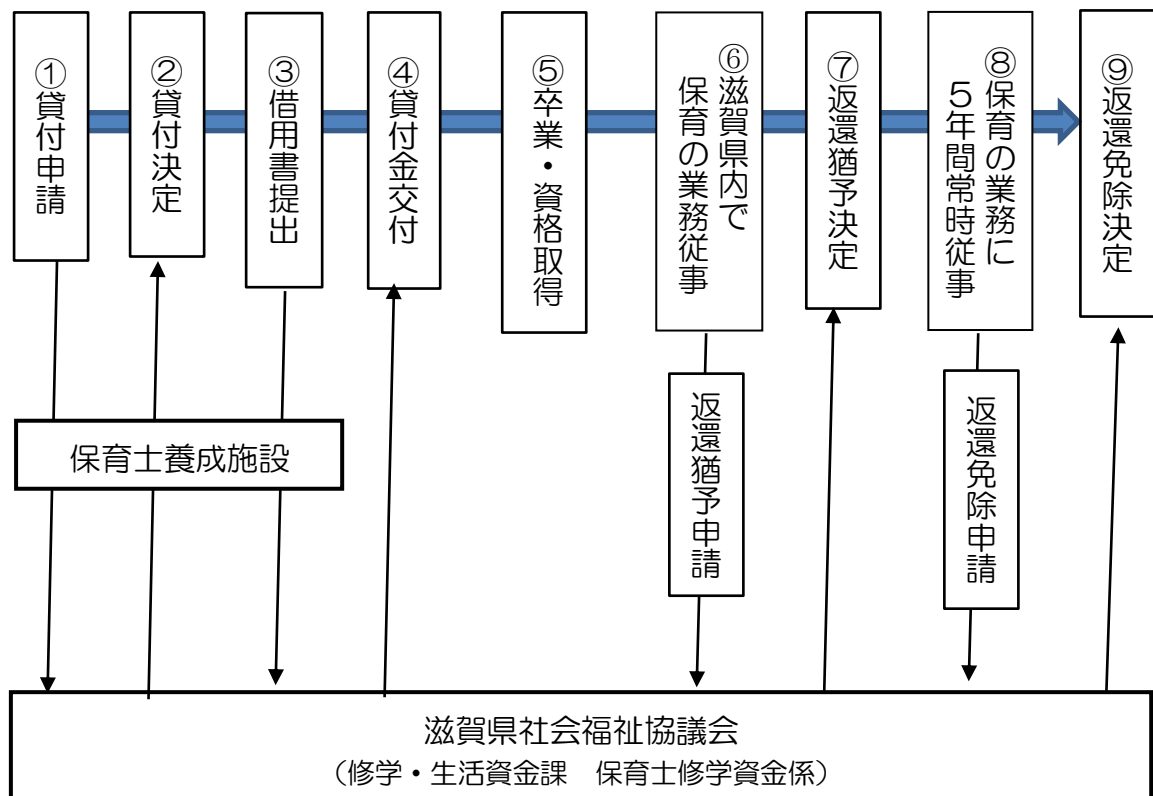 ①貸付申請
②貸付決定
③借用書提出
④貸付金交付
⑤卒業・資格取得
⑥滋賀県内で
保育の業務従事
⑦返還猶予決定
⑧保育の業務に
５年間常時従事
⑨返還免除決定
保育士養成施設
返還猶予申請
返還免除申請
滋賀県社会福祉協議会
（修学・生活資金課　保育士修学資金係）